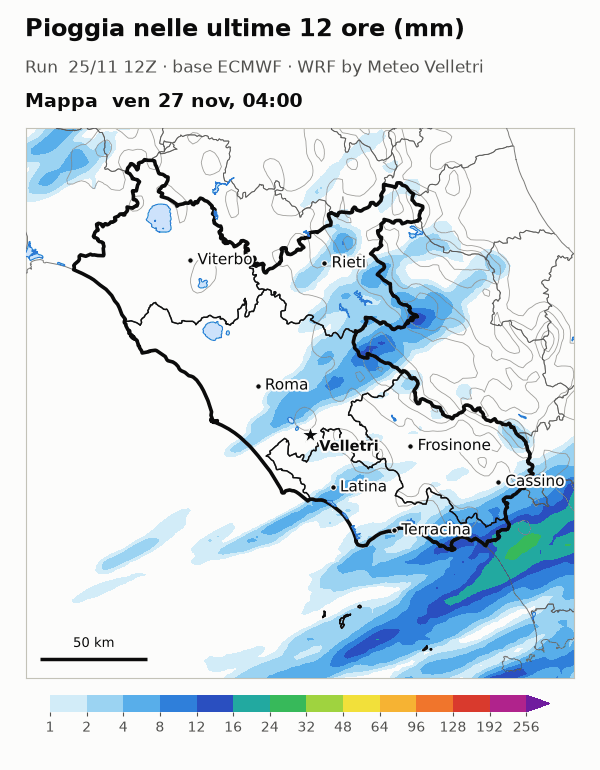 Pioggia nelle ultime 12 ore (mm)
Run  25/11 12Z · base ECMWF · WRF by Meteo Velletri
Mappa  ven 27 nov, 04:00
Viterbo
Rieti
Roma
Velletri
Frosinone
Latina
Cassino
Terracina
50 km
1 2 4 8 12 16 24 32 48 64 96 128 192 256